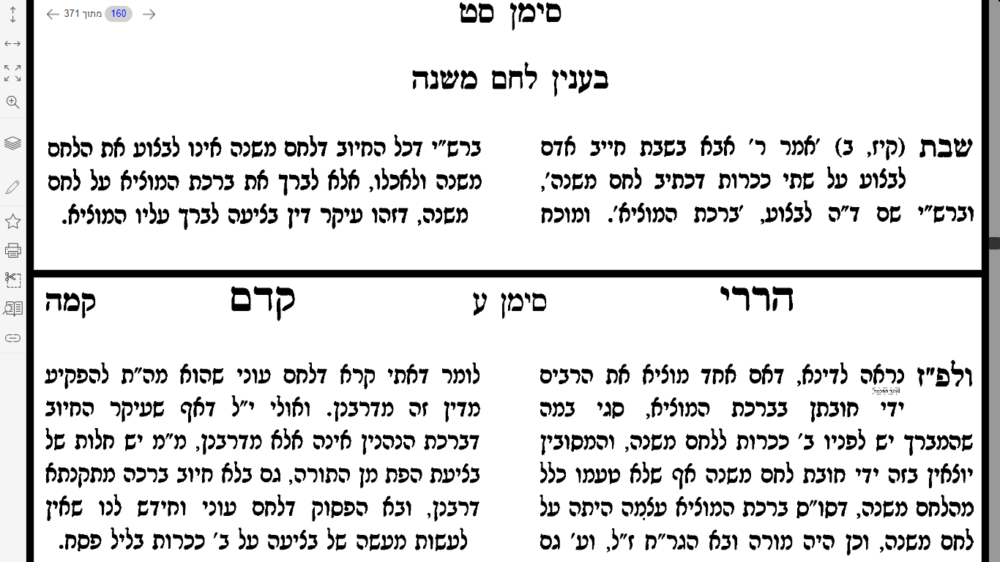 160 מתוך 371
סימן סט
בענין לחם משנה
שבת (קיז, ב) 'אמר ר' אבא בשבת חייב אדם
לבצוע על שתי ככרות דכתיב לחם משנה',
וברש"י שם ד"ה לבצוע, 'ברכת המוציא'. ומוכח
ברש"י דכל החיוב דלחם משנה אינו לבצוע את הלחם
משנה ולאכלו, אלא לברך את ברכת המוציא על לחם
משנה, דזהו עיקר דין בציעה לברך עליו המוציא.
הררי
סימן ע
קדם
קמה
ולפ"ז נראה לדינא, דאם אחד מוציא את הרבים
ידי חובתן בברכת המוציא, סגי במה
שהמברך יש לפניו ב' ככרות ללחם משנה, והמסובין
יוצאין בזה ידי חובת לחם משנה אף שלא טעמו כלל
מהלחם משנה, דסו"ס ברכת המוציא עצמה היתה על
לחם משנה, וכן היה מורה ובא הגר"ח ז"ל, וע' גם
לומר דאתי קרא דלחם עוני שהוא מה"ת להפקיע
מדין זה מדרבנן. ואולי י"ל דאף שעיקר החיוב
דברכת הנהנין אינה אלא מדרבנן, מ"מ יש חלות של
בציעת הפת מן התורה, גם בלא חיוב ברכה מתקנתא
דרבנן, ובא הפסוק דלחם עוני וחידש לנו שאין
לעשות מעשה של בציעה על ב' ככרות בליל פסח.